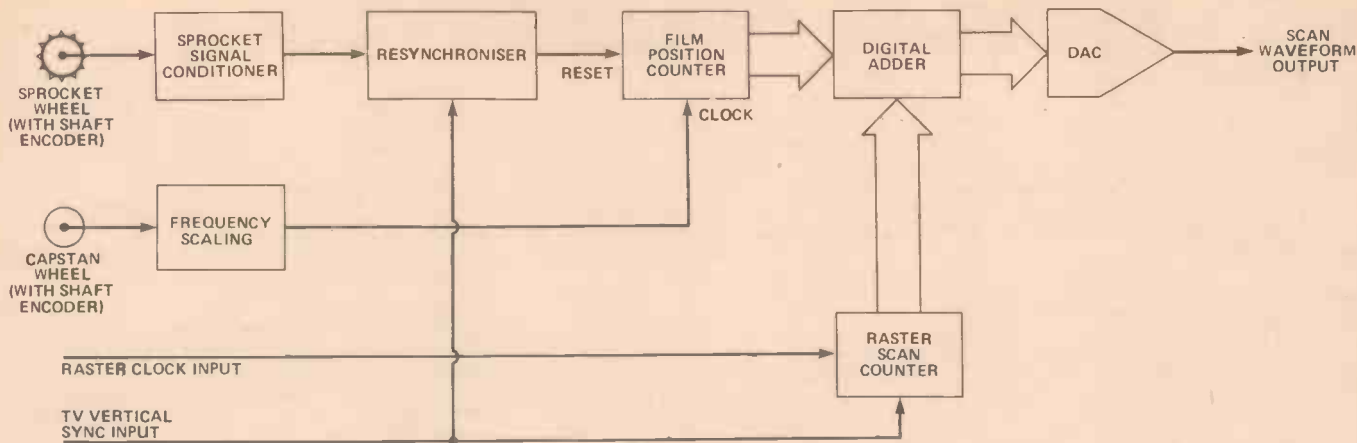 SPROCKET
SIGNAL
CONDITIONER
RESYNCHRONISER
RESET
FILM
POSITION
COUNTER
CLOCK
DIGITAL
ADDER
DAC
SCAN
WAVEFORM
OUTPUT
SPROCKET
WHEEL
(WITH SHAFT
ENCODER)
FREQUENCY
SCALING
CAPSTAN
WHEEL
(WITH SHAFT
ENCODER)
RASTER
SCAN
COUNTER
RASTER CLOCK INPUT
TV VERTICAL
SYNC INPUT